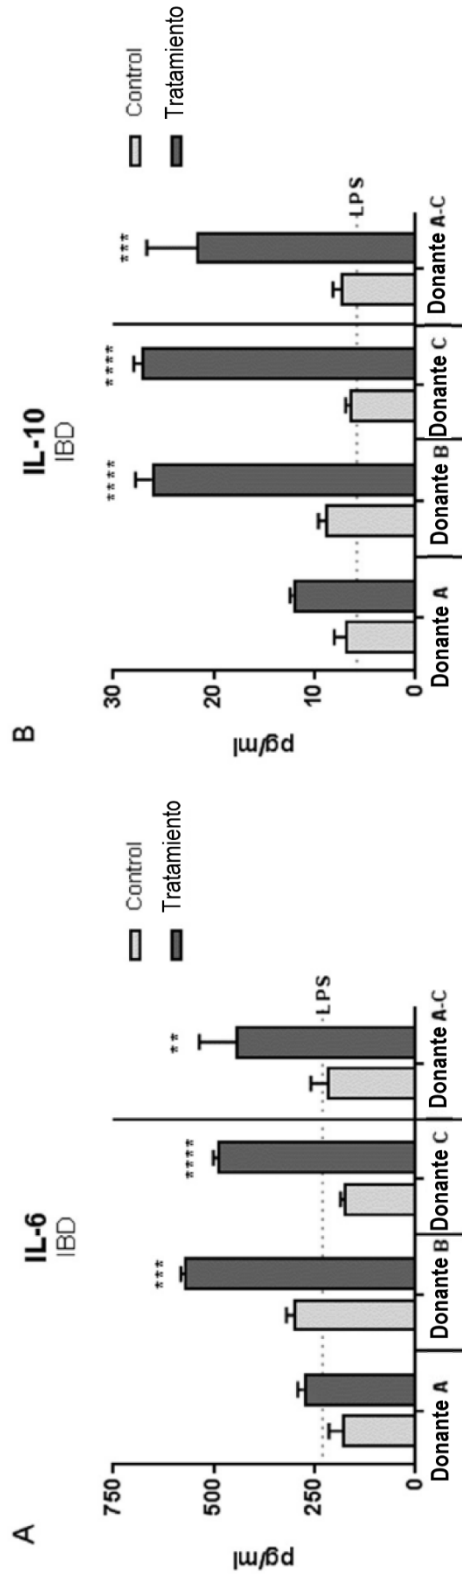 A
IL-6
IBD
Control
Tratamiento
pg/ml
750
500
250
0
***
****
**
LPS
Donante A
Donante B
Donante C
Donante A-C
B
IL-10
IBD
Control
Tratamiento
pg/ml
30
20
10
0
****
****
***
LPS
Donante A
Donante B
Donante C
Donante A-C